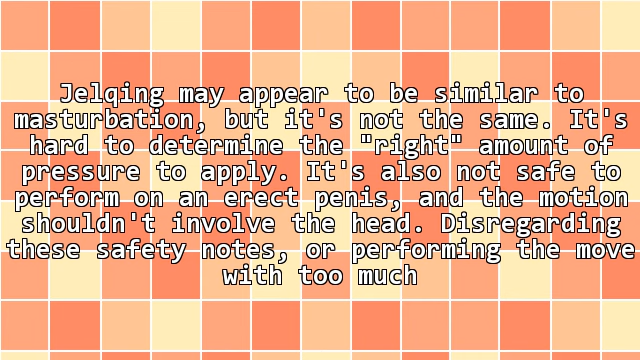 Jelqing may appear to be similar to
masturbation, but it's not the same. It's
hard to determine the "right" amount of
pressure to apply. It's also not safe to
perform on an erect penis, and the motion
shouldn't involve the head. Disregarding
these safety notes, or performing the move
with too much